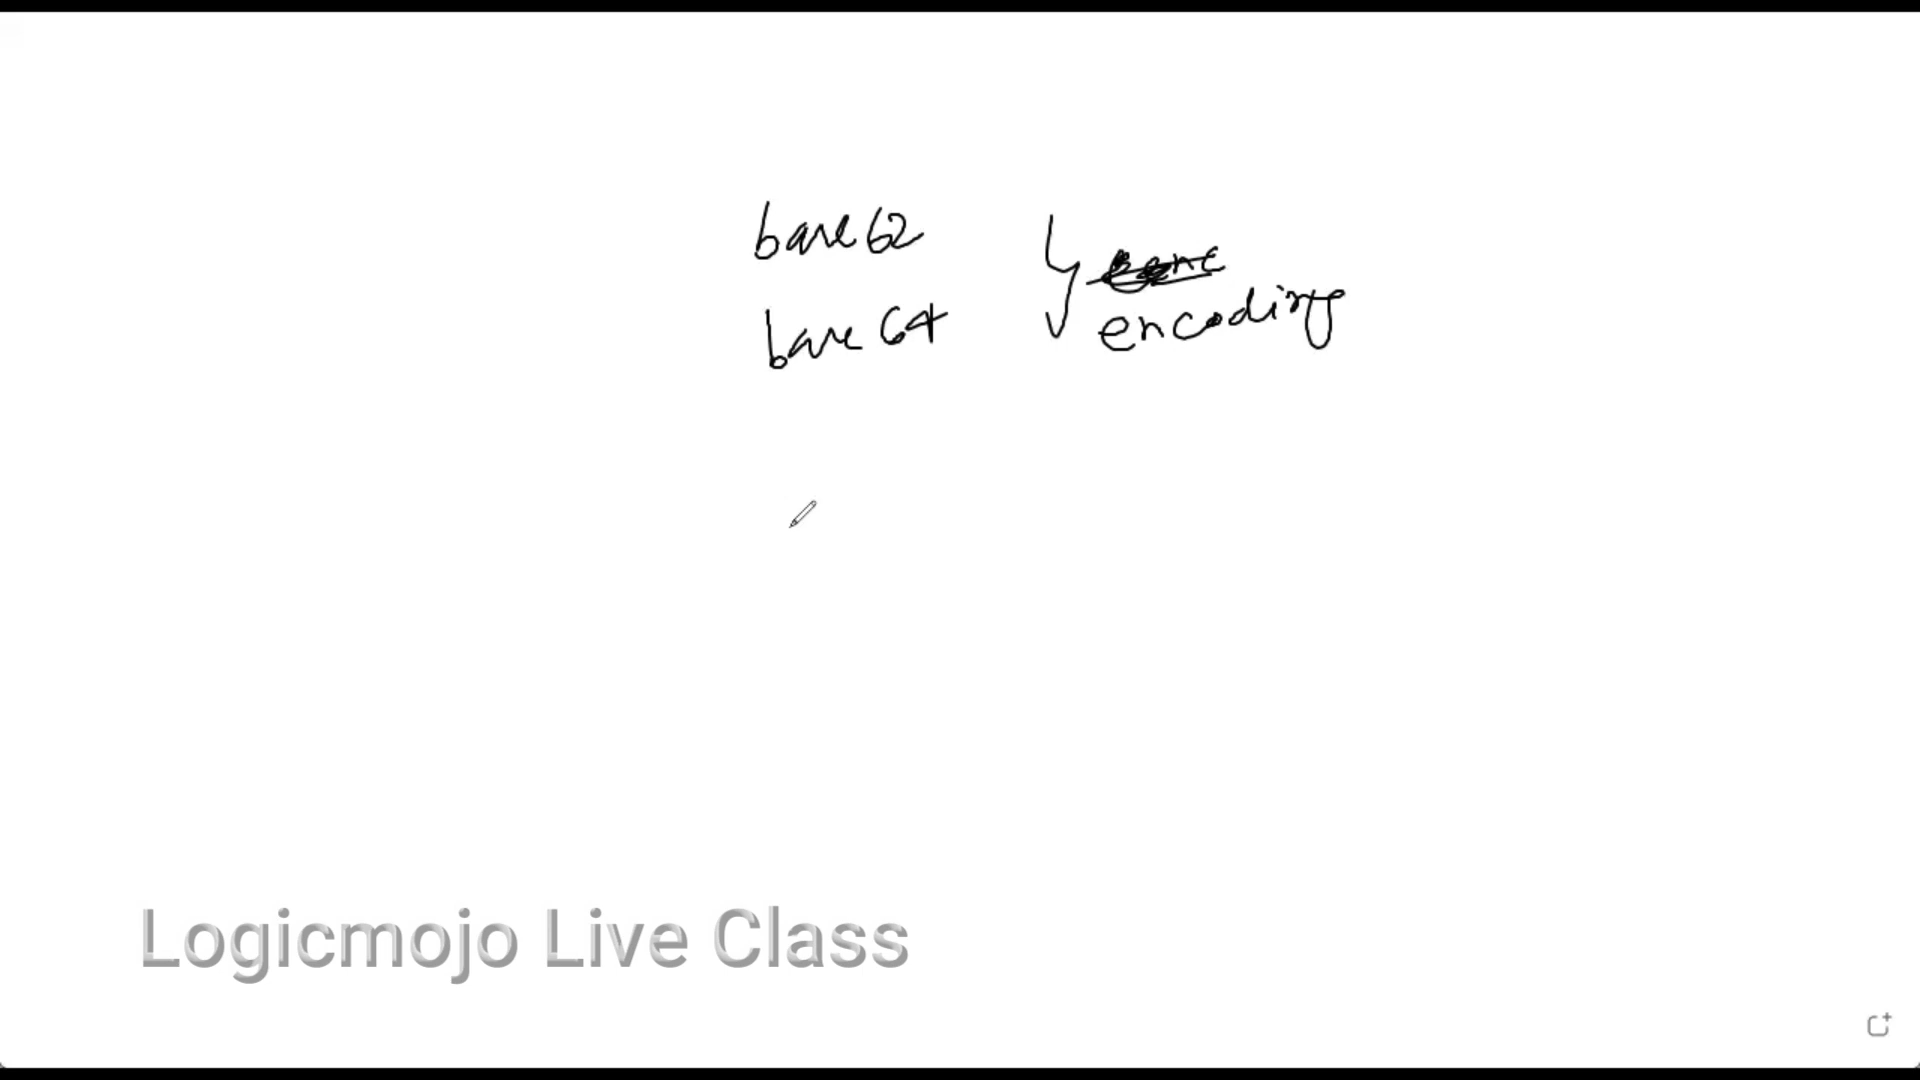 base62
base64
encoding
Logicmojo Live Class